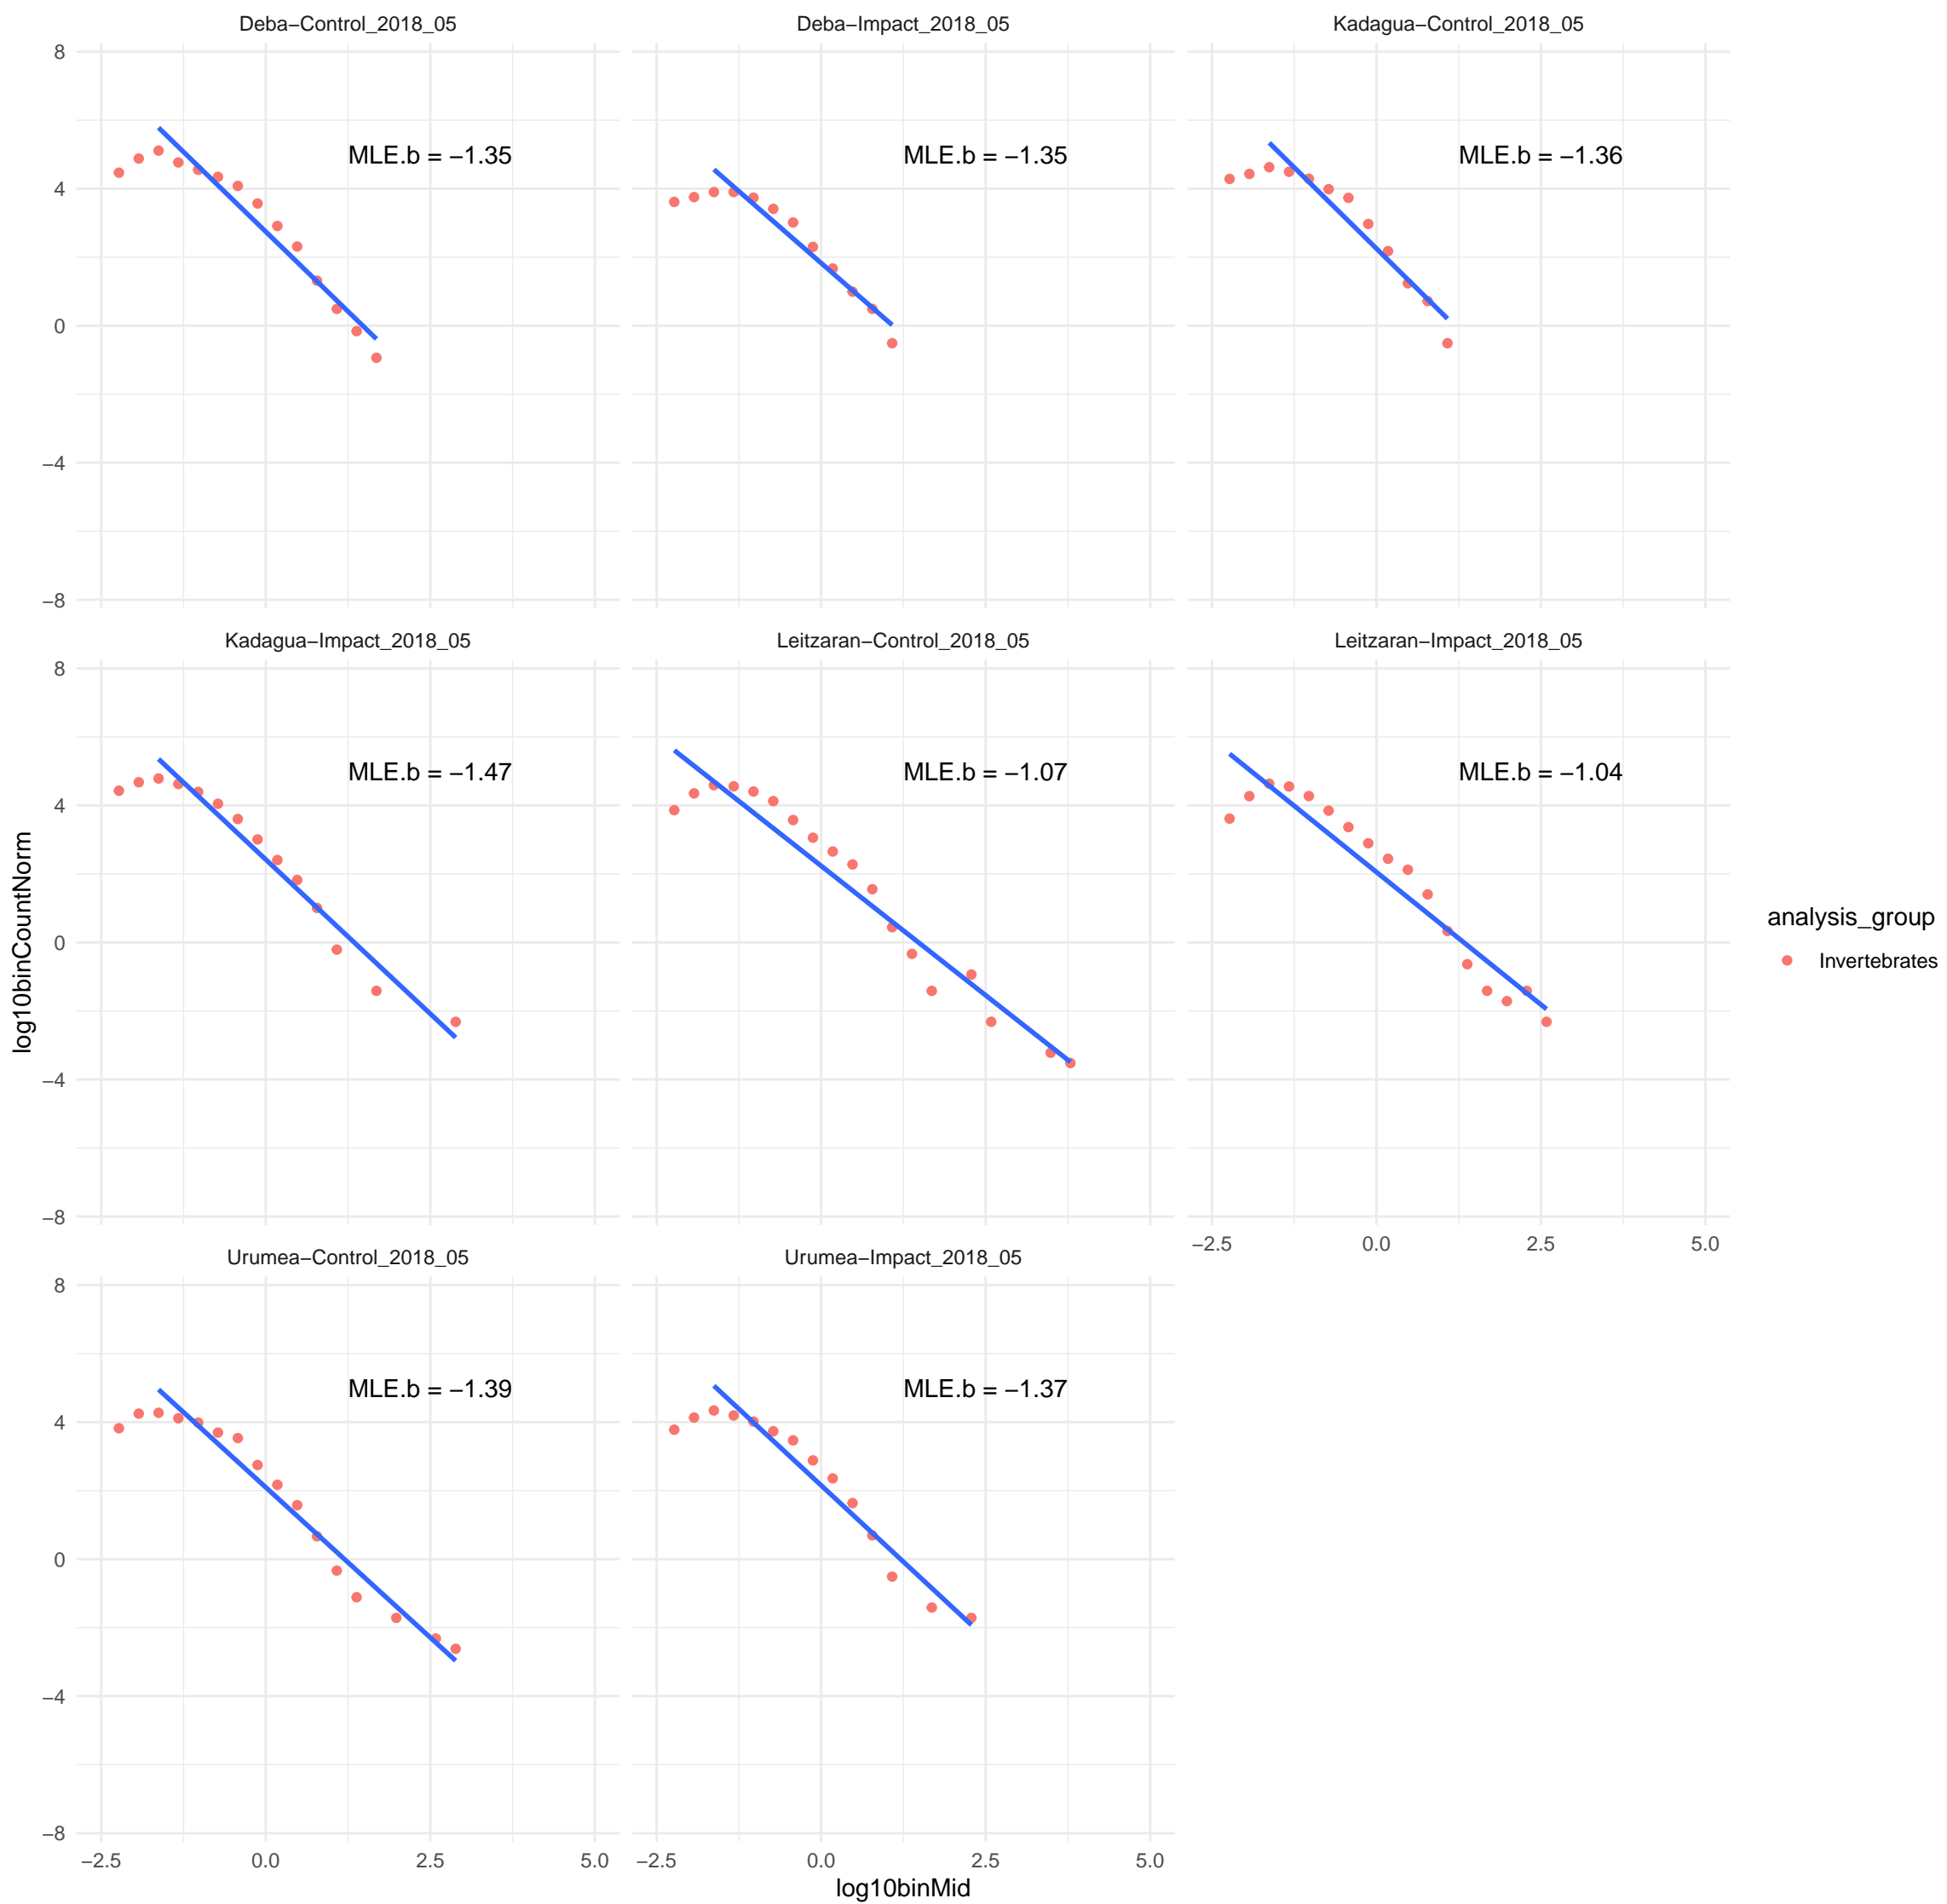 Deba−Control_2018_05
Deba−Impact_2018_05
Kadagua−Control_2018_05
8
4
0
−4
−8
MLE.b = −1.35
MLE.b = −1.35
MLE.b = −1.36
Kadagua−Impact_2018_05
Leitzaran−Control_2018_05
Leitzaran−Impact_2018_05
8
4
0
−4
−8
MLE.b = −1.47
MLE.b = −1.07
MLE.b = −1.04
−2.5 0.0 2.5 5.0
Urumea−Control_2018_05
Urumea−Impact_2018_05
8
4
0
−4
−8
MLE.b = −1.39
MLE.b = −1.37
−2.5 0.0 2.5 5.0
−2.5 0.0 2.5 5.0
log10binMid
log10binCountNorm
analysis_group
Invertebrates